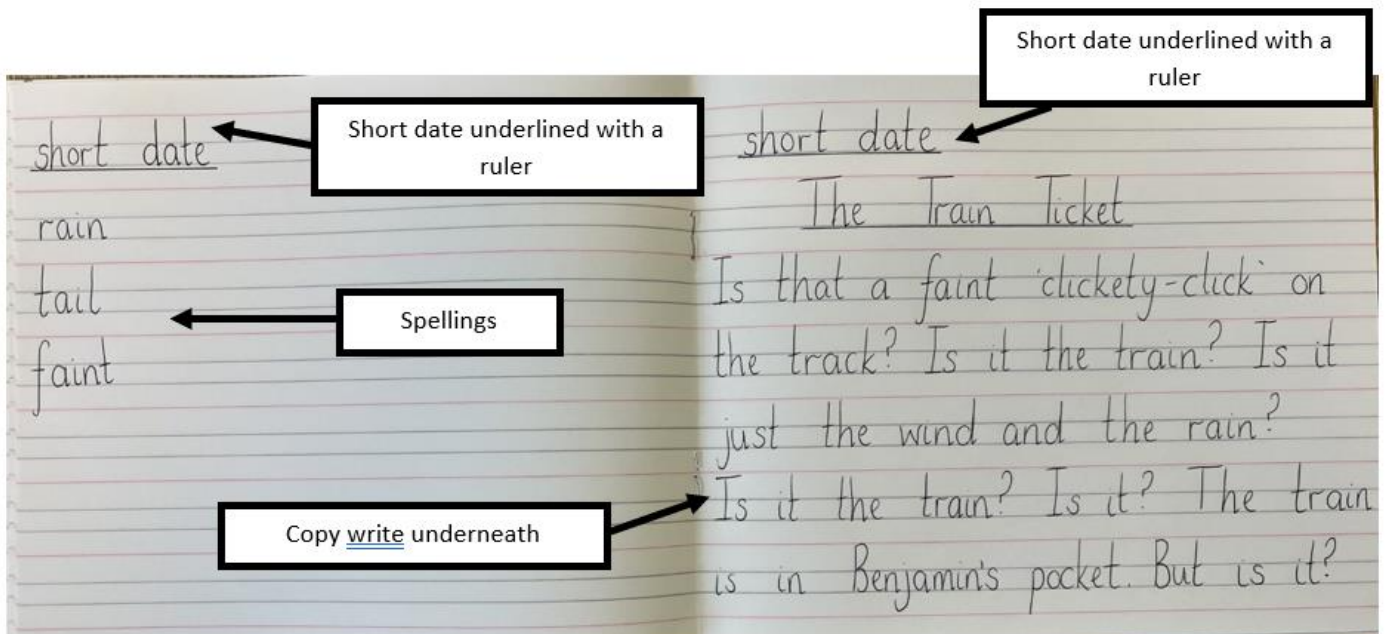 Short date underlined with a
ruler
short date
rain
tail
Spellings
faint
Short date underlined with a
ruler
short date
The Train Ticket
Is that a faint 'clickety-click' on
the track? Is it the train? Is it
just the wind and the rain?
Copy write underneath
Is it the train? Is it? The train
is in Benjamin's pocket. But is it?